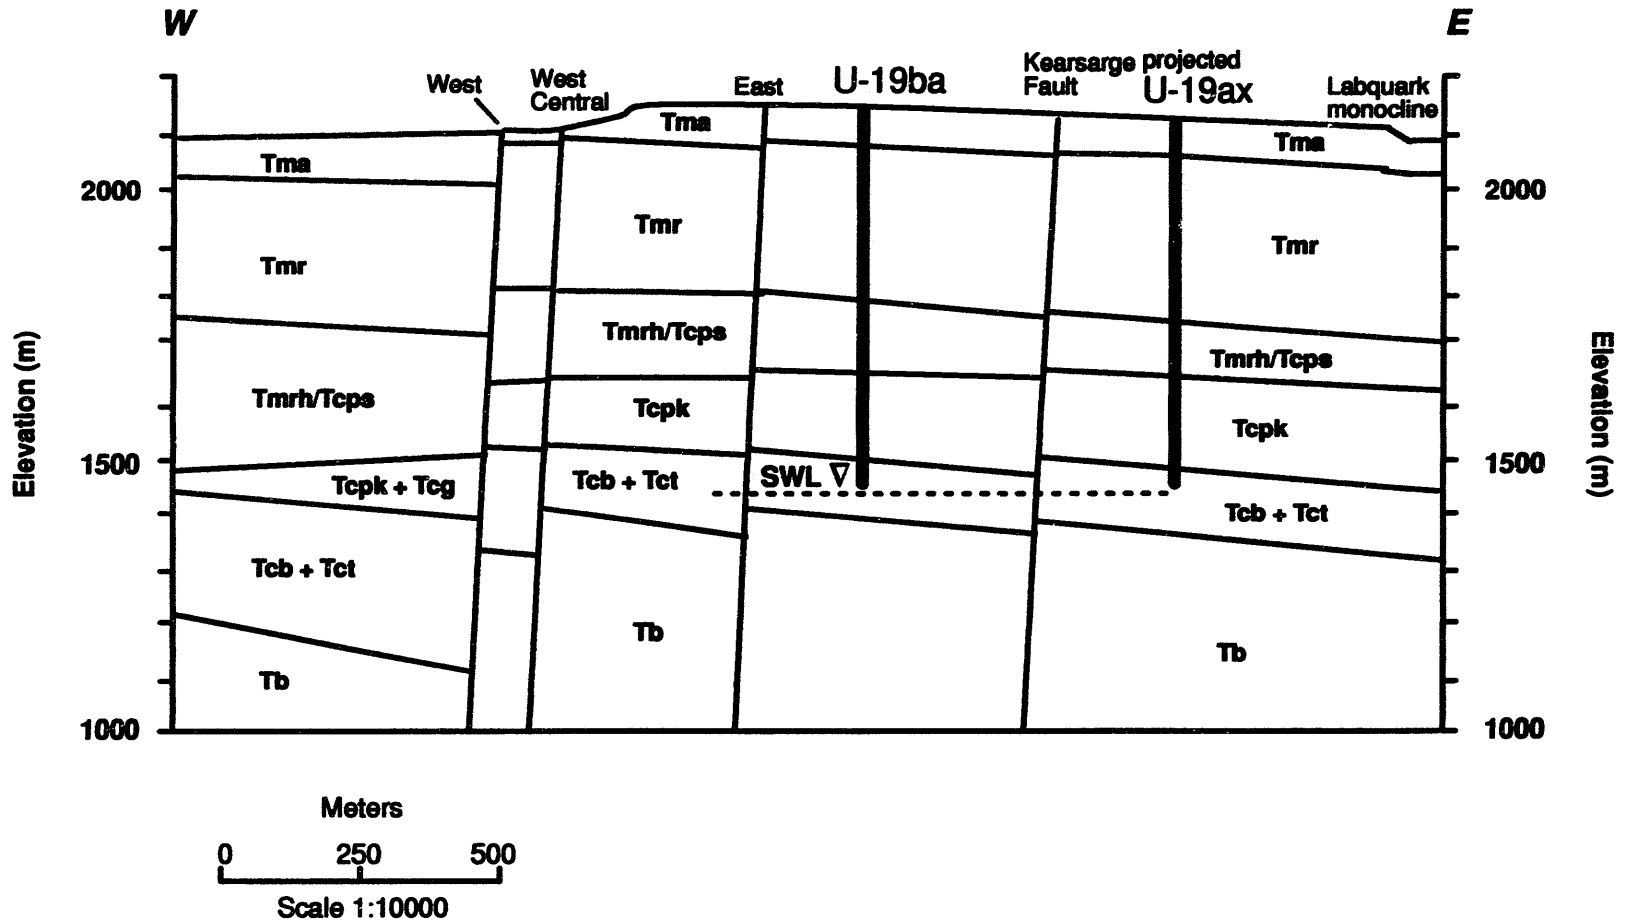 W
E
West
West
Central
East
U-19ba
Kearsarge
Fault
projected
U-19ax
Labquark
monocline
Tma
Tma
Tma
2000
2000
Tmr
Tmr
Tmr
Tmrh/Tcps
Tmrh/Tcps
Tmrh/Tcps
Elevation (m)
Elevation (m)
Tcpk
Tcpk
1500
1500
Tcpk + Tcg
Tcb + Tct
SWL
Tcb + Tct
Tcb + Tct
Tb
Tb
Tb
1000
1000
Meters
0 250 500
Scale 1:10000